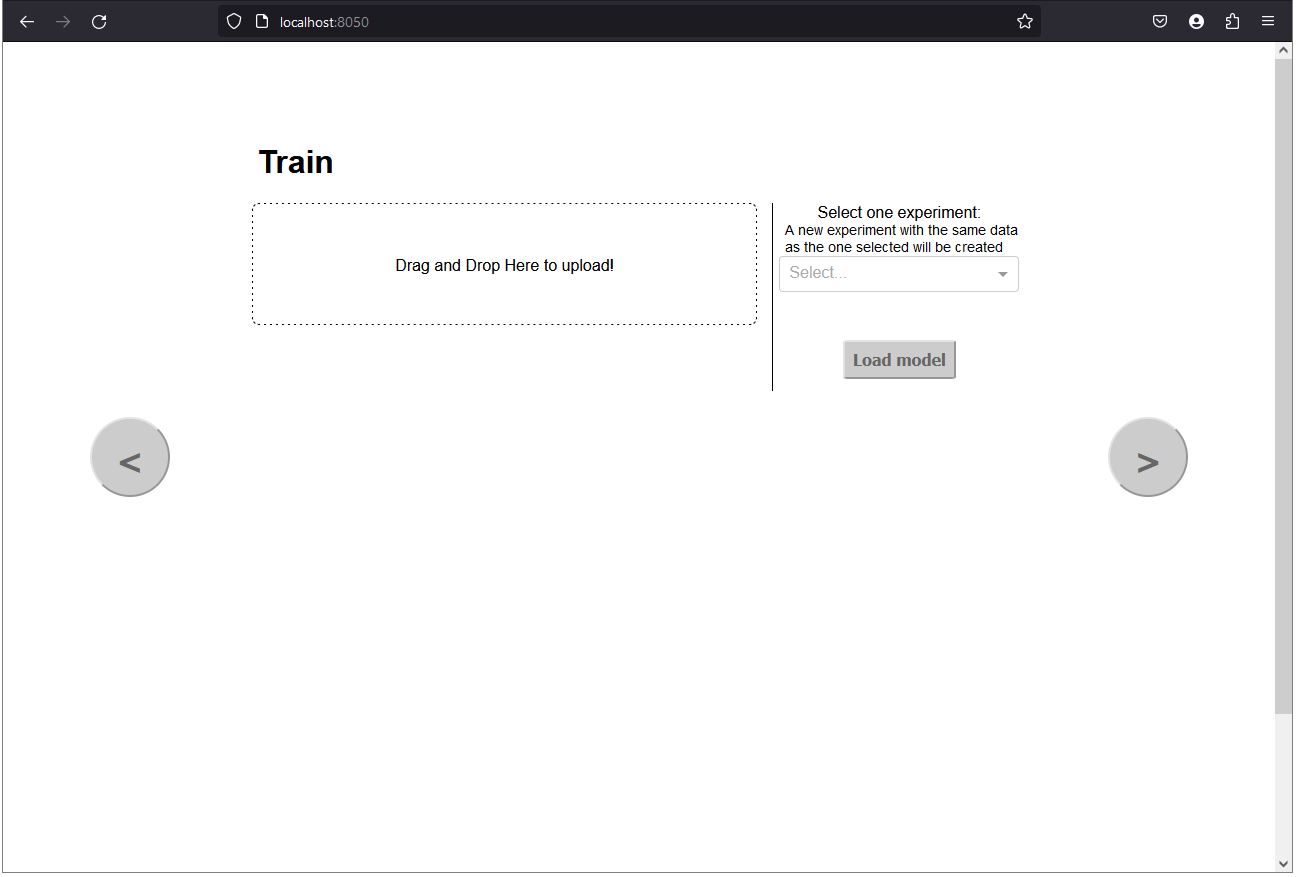 localhost:8050
Train
Drag and Drop Here to upload!
Select one experiment:
A new experiment with the same data
as the one selected will be created
Select...
Load model
<
>